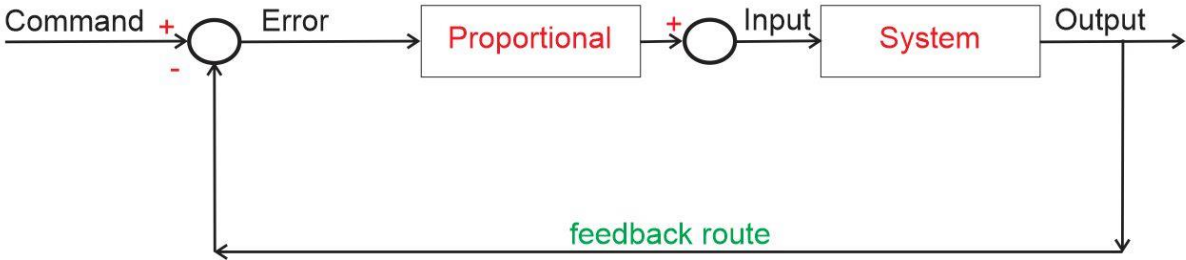 Command + Error Proportional + Input System Output
-
feedback route